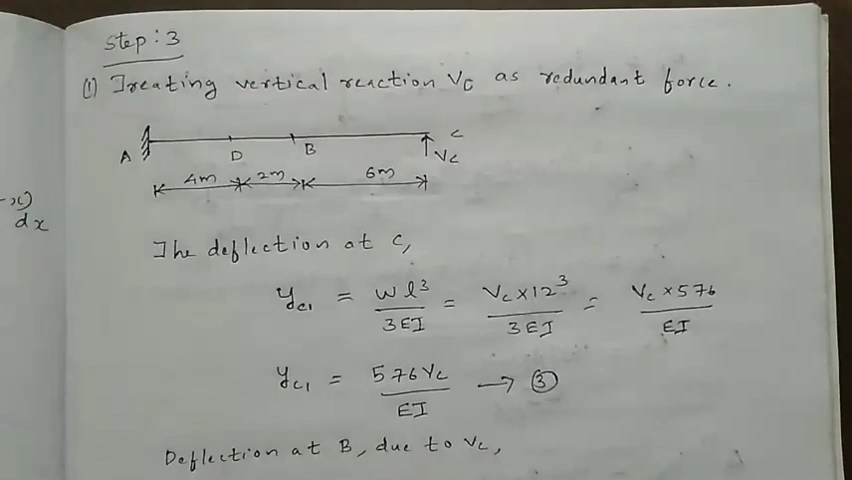 Step : 3
(1) Treating vertical reaction Vc as redundant force.
A D B C
Vc
4m 2m 6m
-x)
dx
The deflection at C,
yc1 = Wl³/3EI = Vc×12³/3EI = Vc×576/EI
yc1 = 576Vc/EI → ③
Deflection at B, due to Vc,